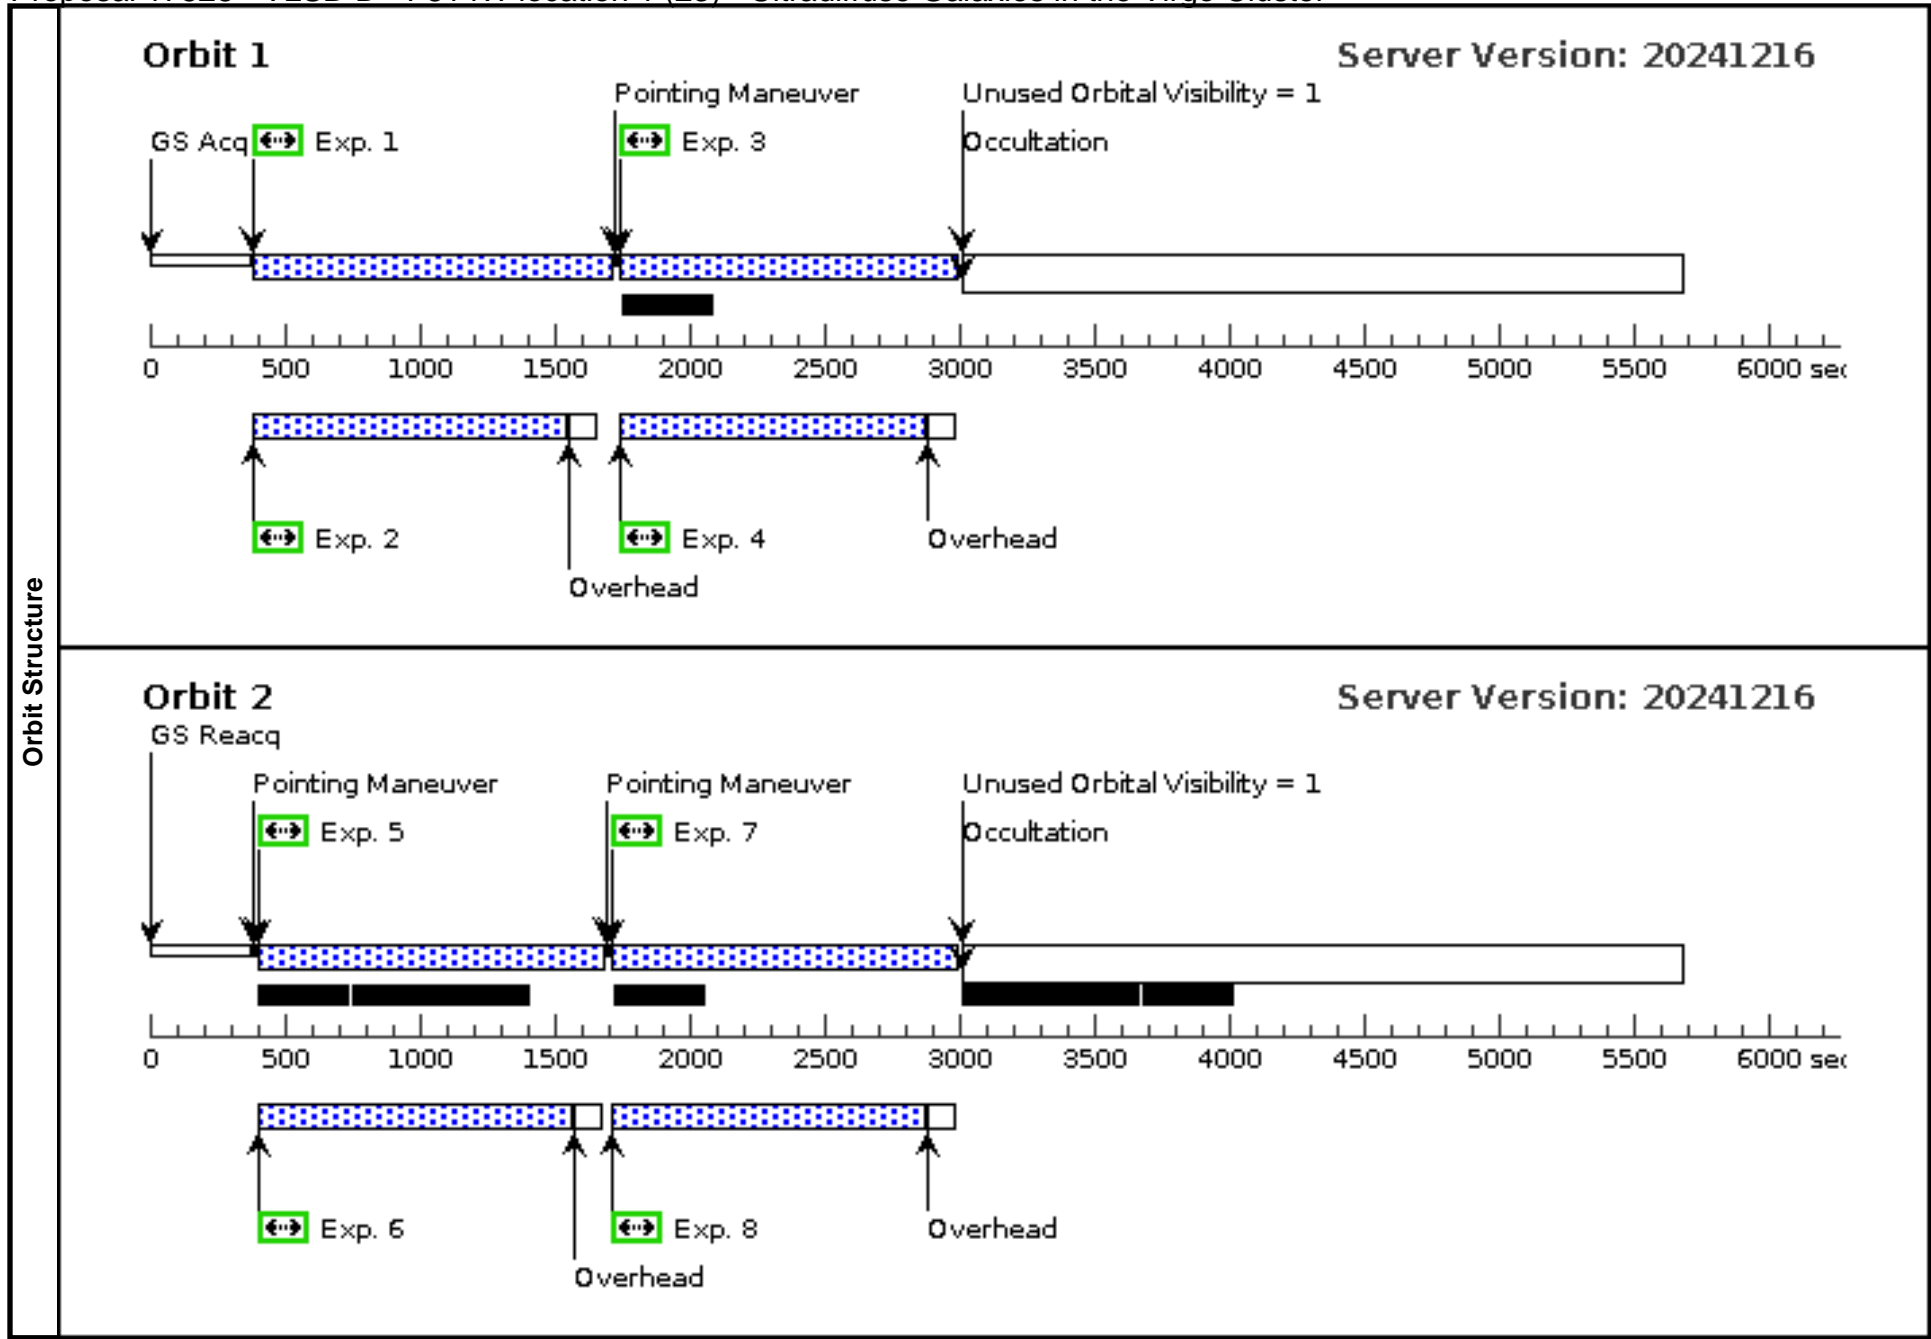 Orbit Structure
Orbit 1
Server Version: 20241216
Pointing Maneuver
Unused Orbital Visibility = 1
GS Acq
Exp. 1
Exp. 3
Occultation
0 500 1000 1500 2000 2500 3000 3500 4000 4500 5000 5500 6000
Exp. 2
Exp. 4
Overhead
Overhead
Orbit 2
Server Version: 20241216
GS Reacq
Pointing Maneuver
Pointing Maneuver
Unused Orbital Visibility = 1
Exp. 5
Exp. 7
Occultation
0 500 1000 1500 2000 2500 3000 3500 4000 4500 5000 5500 6000
Exp. 6
Exp. 8
Overhead
Overhead